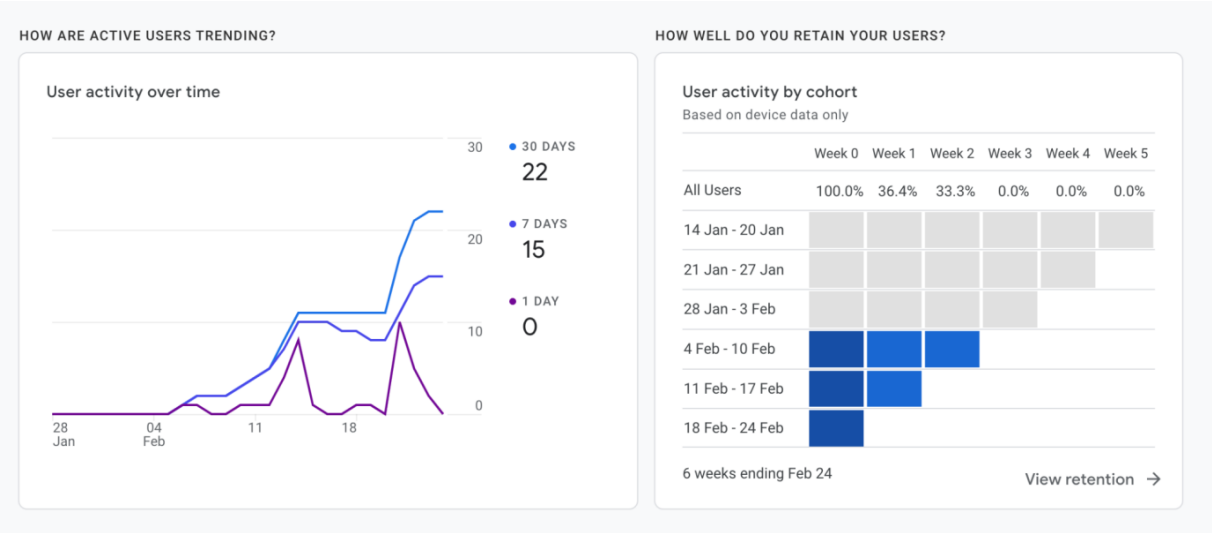 HOW ARE ACTIVE USERS TRENDING?
User activity over time
30
20
10
0
28 Jan
04 Feb
11
18
30 DAYS
22
7 DAYS
15
1 DAY
0
HOW WELL DO YOU RETAIN YOUR USERS?
User activity by cohort
Based on device data only
Week 0 Week 1 Week 2 Week 3 Week 4 Week 5
All Users 100.0% 36.4% 33.3% 0.0% 0.0% 0.0%
14 Jan - 20 Jan
21 Jan - 27 Jan
28 Jan - 3 Feb
4 Feb - 10 Feb
11 Feb - 17 Feb
18 Feb - 24 Feb
6 weeks ending Feb 24
View retention